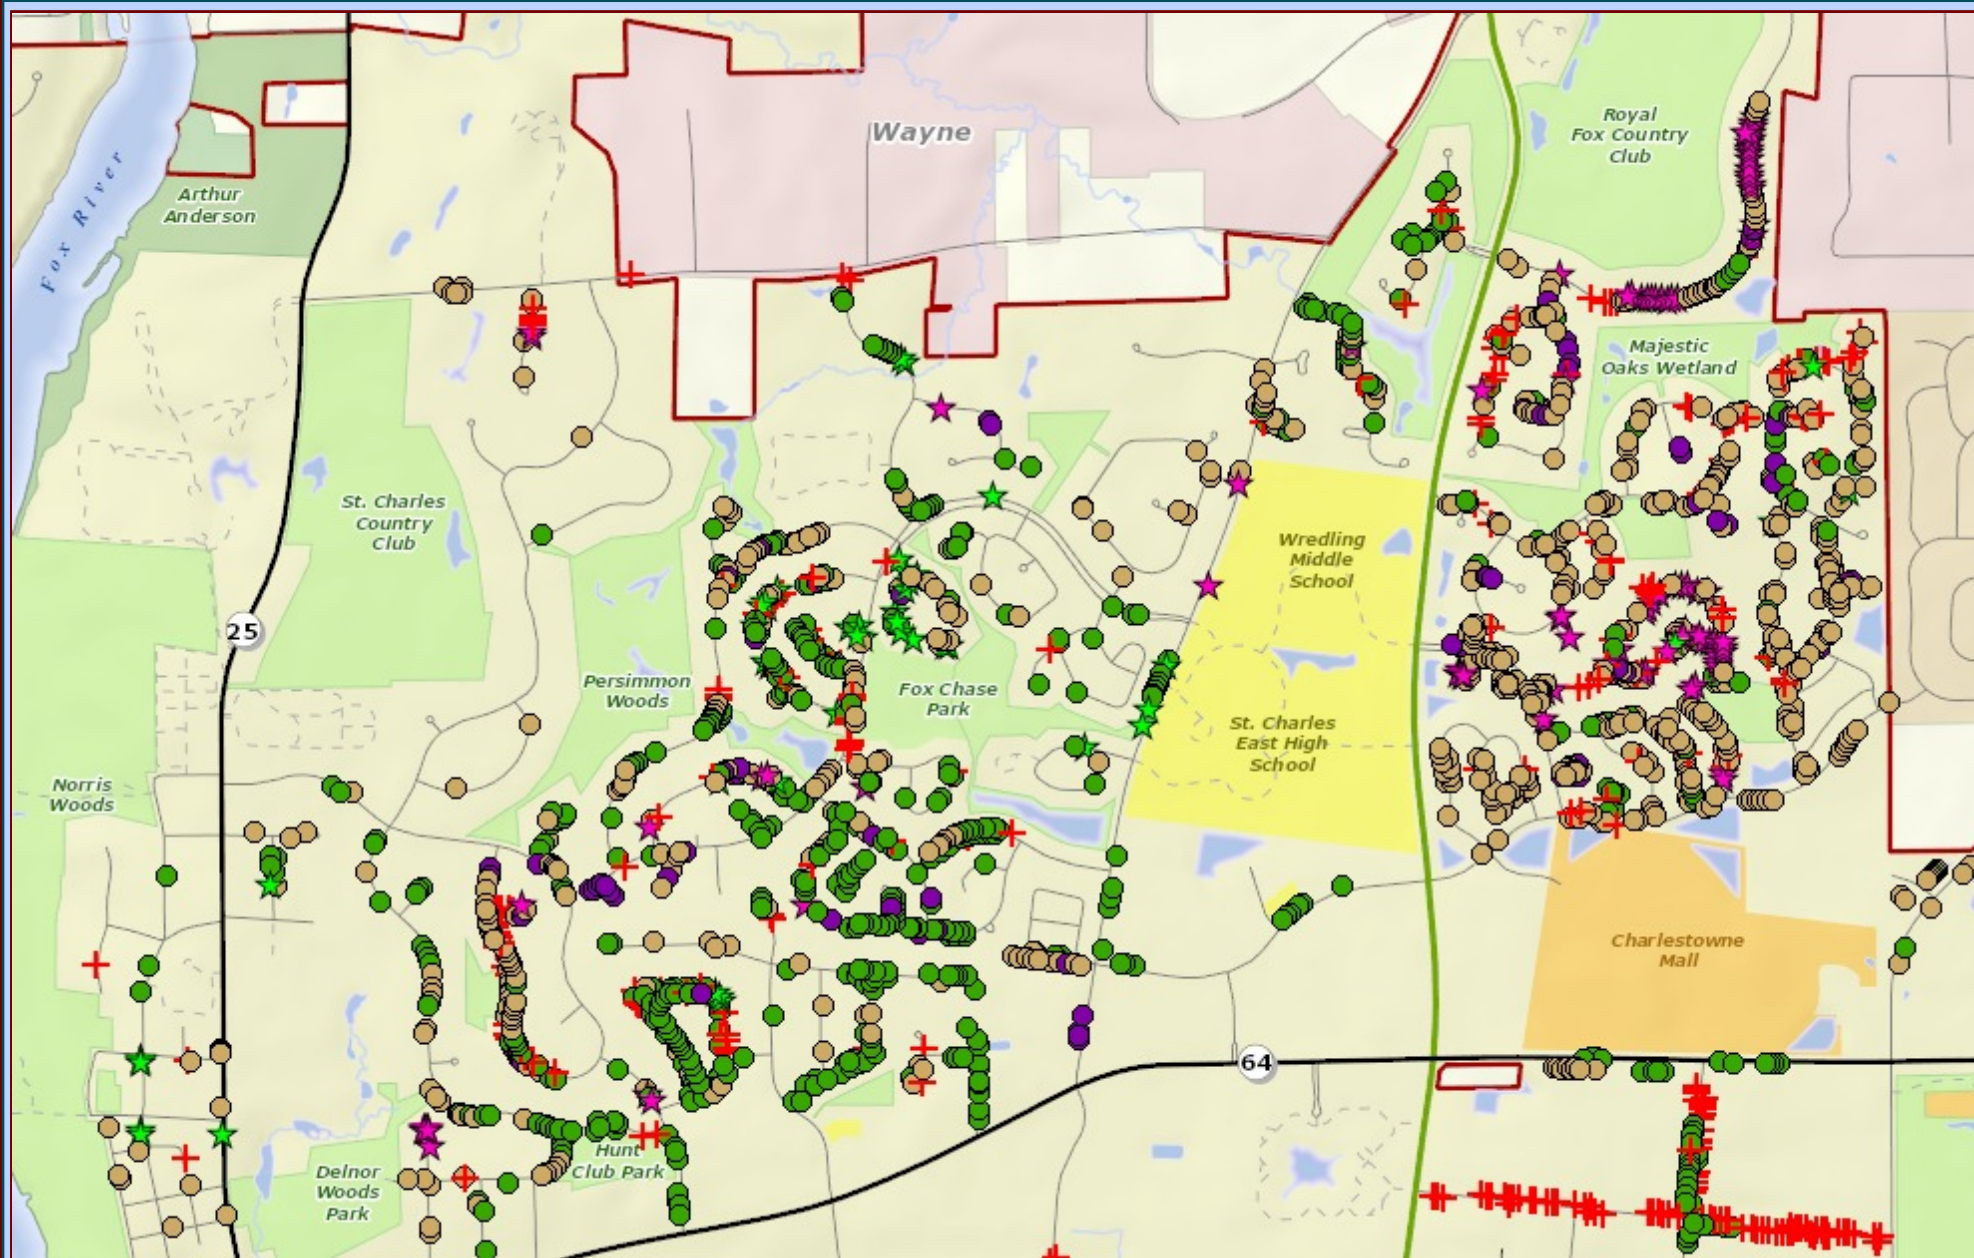 Wayne
Royal
Fox Country
Club
Arthur
Anderson
Fox River
Majestic
Oaks Wetland
St. Charles
Country
Club
Wredling
Middle
School
25
Persimmon
Woods
Fox Chase
Park
St. Charles
East High
School
Norris
Woods
Charlestowne
Mall
64
Hunt
Club Park
Delnor
Woods
Park